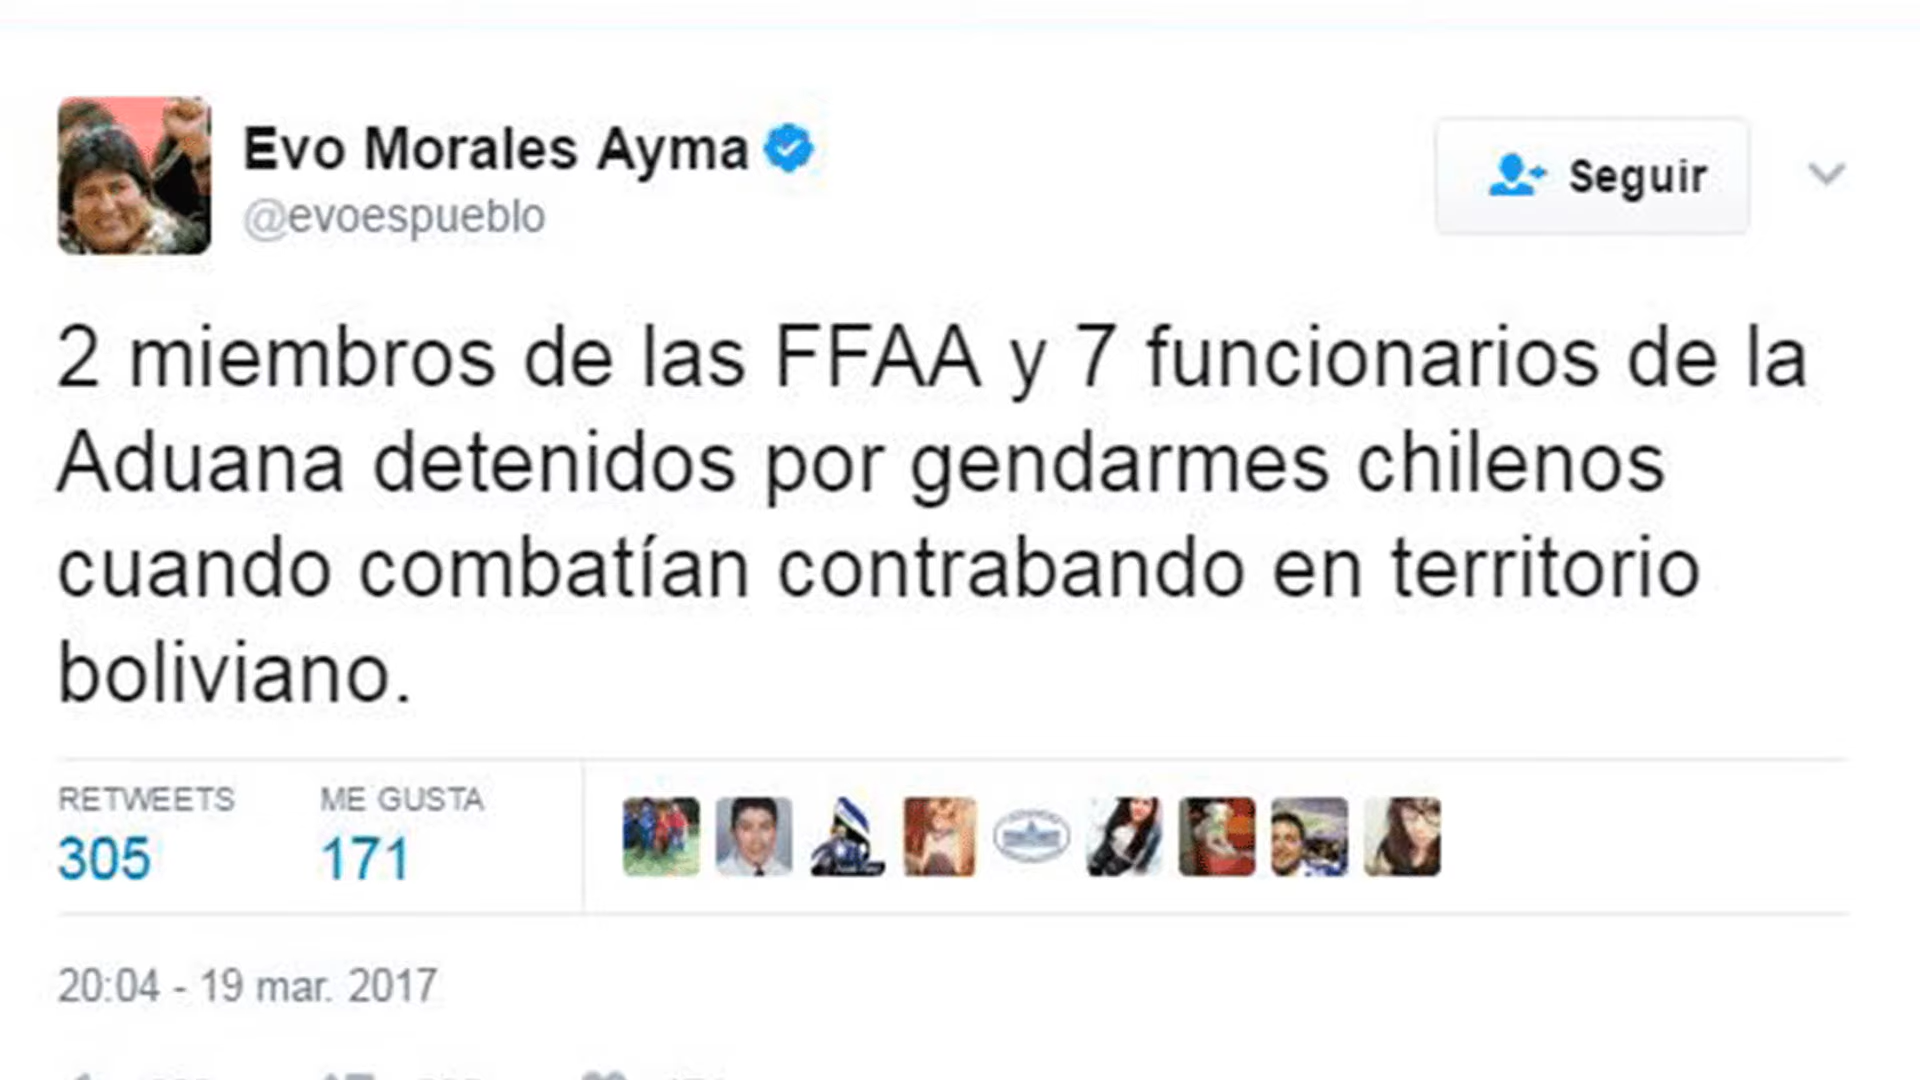 Evo Morales Ayma
@evoespueblo
Seguir
2 miembros de las FFAA y 7 funcionarios de la
Aduana detenidos por gendarmes chilenos
cuando combatían contrabando en territorio
boliviano.
RETWEETS ME GUSTA
305 171
20:04 - 19 mar. 2017